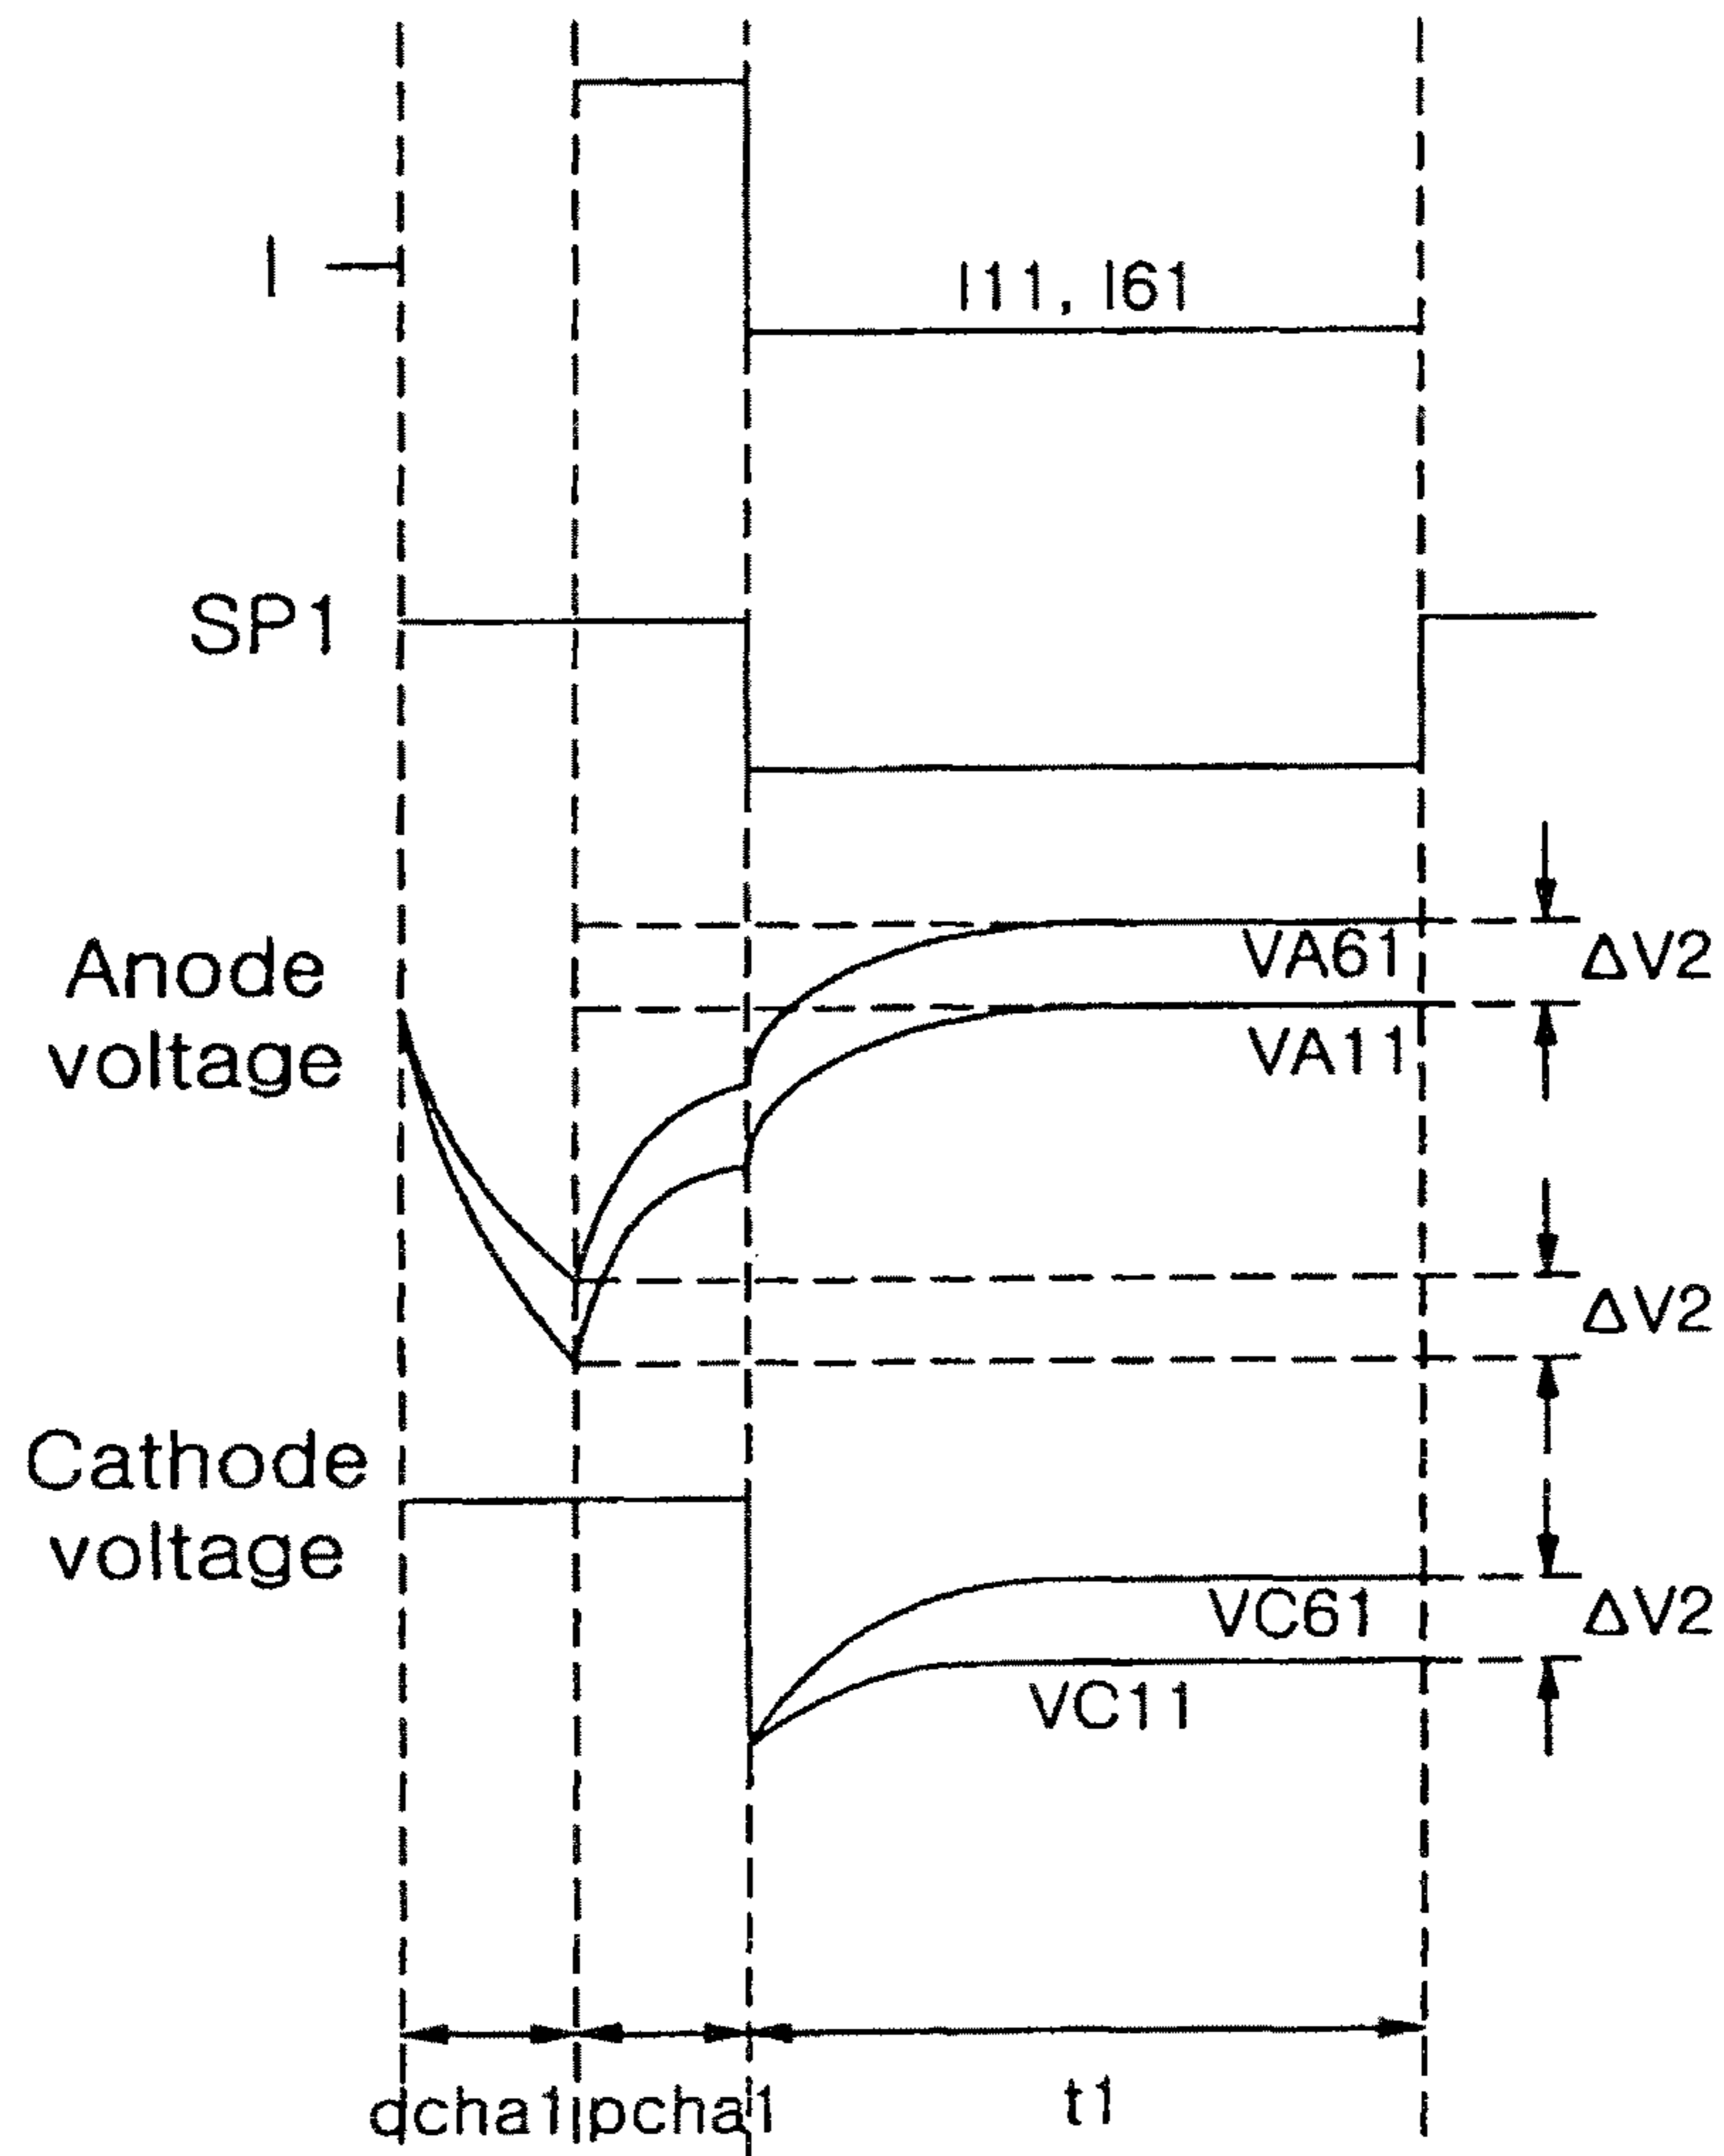 I
I11, I61
SP1
Anode
voltage
VA61
ΔV2
VA11
ΔV2
Cathode
voltage
VC61
ΔV2
VC11
dcha1
pcha1
t1